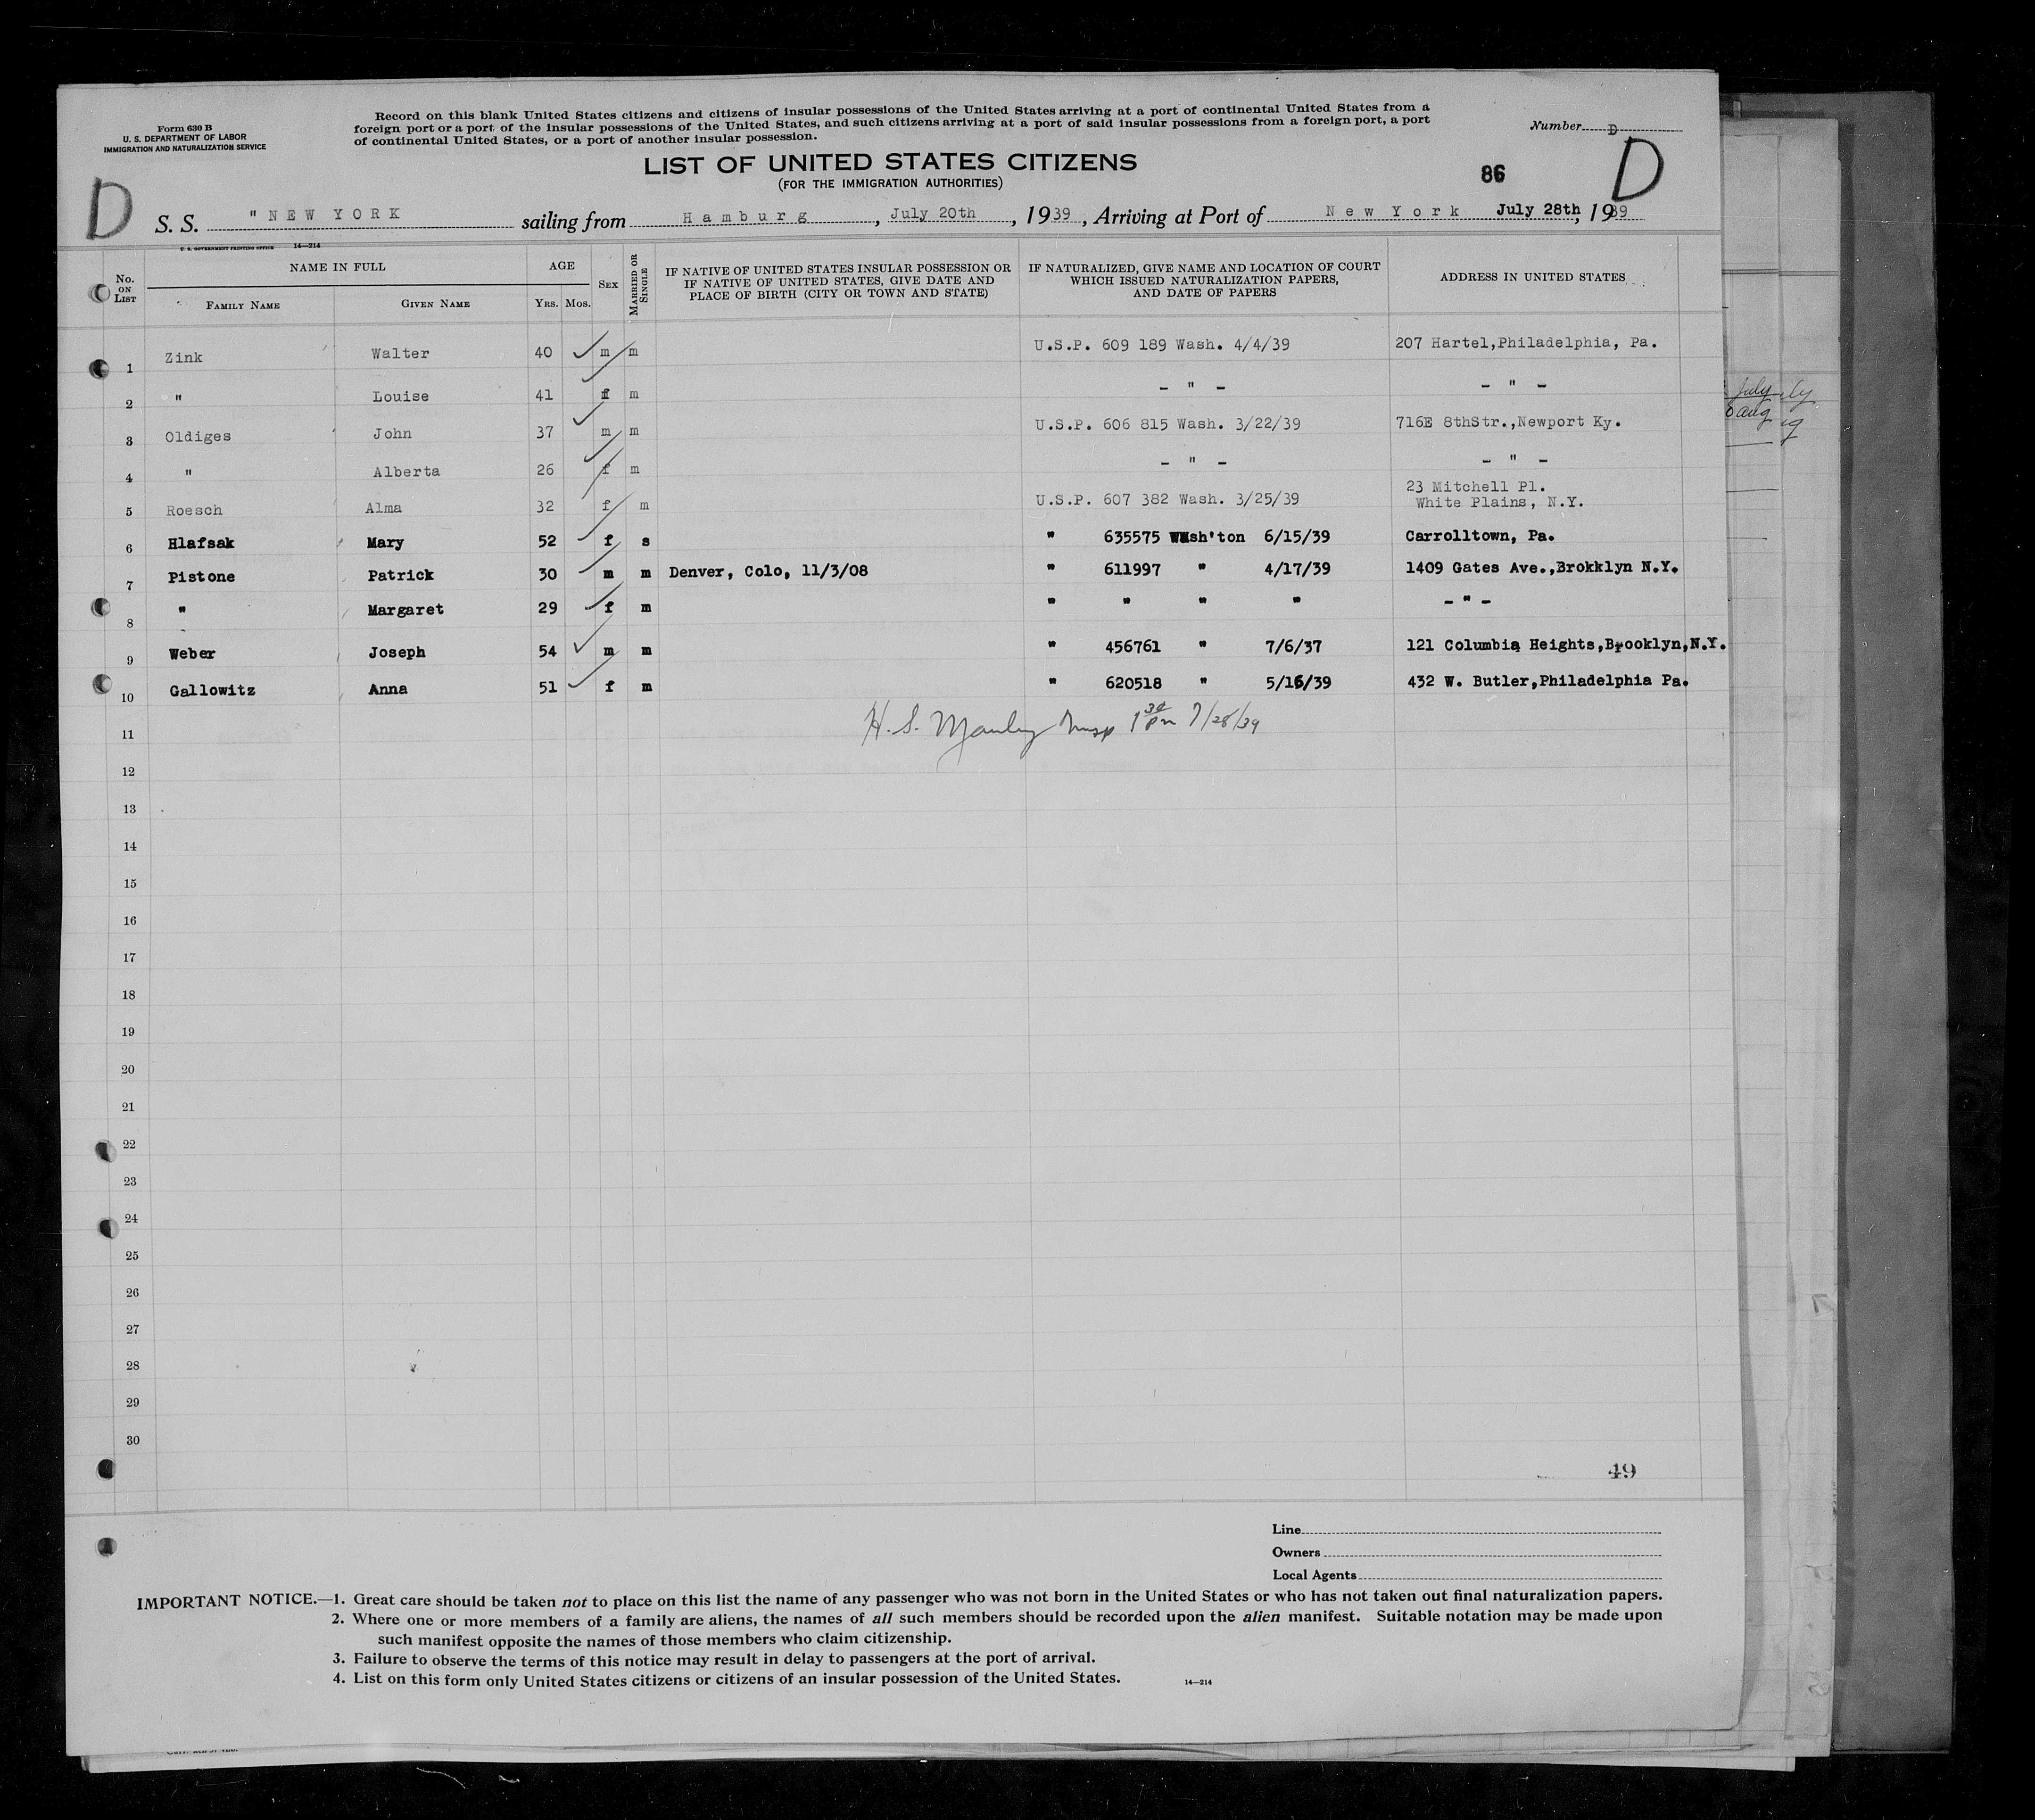 Form 630 B
U. S. DEPARTMENT OF LABOR
IMMIGRATION AND NATURALIZATION SERVICE
Record on this blank United States citizens and citizens of insular possessions of the United States arriving at a port of continental United States from a
foreign port or a port of the insular possessions of the United States, and such citizens arriving at a port of said insular possessions from a foreign port, a port
of continental United States, or a port of another insular possession.
Number D
LIST OF UNITED STATES CITIZENS
(FOR THE IMMIGRATION AUTHORITIES)
86
D
D
S. S. "NEW YORK sailing from Hamburg, July 20th, 1939, Arriving at Port of New York July 28th, 1939
U. S. GOVERNMENT PRINTING OFFICE 14—214
No. ON LIST
NAME IN FULL
FAMILY NAME
GIVEN NAME
AGE
YRS. MOS.
SEX
MARRIED OR SINGLE
IF NATIVE OF UNITED STATES INSULAR POSSESSION OR
IF NATIVE OF UNITED STATES, GIVE DATE AND
PLACE OF BIRTH (CITY OR TOWN AND STATE)
IF NATURALIZED, GIVE NAME AND LOCATION OF COURT
WHICH ISSUED NATURALIZATION PAPERS,
AND DATE OF PAPERS
ADDRESS IN UNITED STATES
1 Zink Walter 40 m m U.S.P. 609 189 Wash. 4/4/39 207 Hartel,Philadelphia, Pa.
2 " Louise 41 f m - " - - " -
3 Oldiges John 37 m m U.S.P. 606 815 Wash. 3/22/39 716E 8thStr.,Newport Ky.
4 " Alberta 26 f m - " - - " -
5 Roesch Alma 32 f m U.S.P. 607 382 Wash. 3/25/39 23 Mitchell Pl.
White Plains, N.Y.
6 Hlafsak Mary 52 f s " 635575 Wash'ton 6/15/39 Carrolltown, Pa.
7 Pistone Patrick 30 m m Denver, Colo, 11/3/08 " 611997 " 4/17/39 1409 Gates Ave.,Brokklyn N.Y.
8 " Margaret 29 f m " " " " - " -
9 Weber Joseph 54 m m " 456761 " 7/6/37 121 Columbia Heights,Brooklyn,N.Y.
10 Gallowitz Anna 51 f m " 620518 " 5/16/39 432 W. Butler,Philadelphia Pa.
11 H. S. Manley Insp 1 30 pm 7/28/39
12
13
14
15
16
17
18
19
20
21
22
23
24
25
26
27
28
29
30
49
Line
Owners
Local Agents
IMPORTANT NOTICE.—1. Great care should be taken not to place on this list the name of any passenger who was not born in the United States or who has not taken out final naturalization papers.
2. Where one or more members of a family are aliens, the names of all such members should be recorded upon the alien manifest. Suitable notation may be made upon
such manifest opposite the names of those members who claim citizenship.
3. Failure to observe the terms of this notice may result in delay to passengers at the port of arrival.
4. List on this form only United States citizens or citizens of an insular possession of the United States.
14—214
July
aug